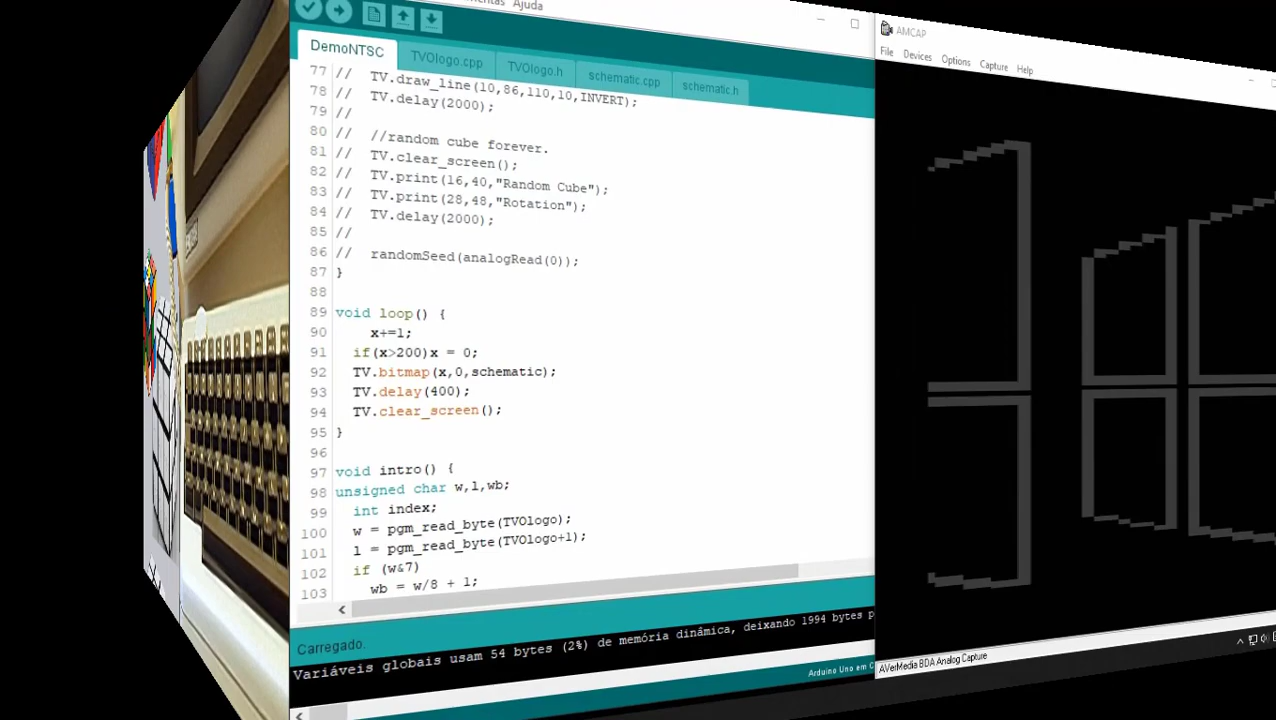 Ajuda
DemoNTSC
TVOlogo.cpp
TVOlogo.h
schematic.cpp
schematic.h
77 // TV.draw_line(10,86,110,10,INVERT);
78 // TV.delay(2000);
79 //
80 // //random cube forever.
81 // TV.clear_screen();
82 // TV.print(16,40,"Random Cube");
83 // TV.print(28,48,"Rotation");
84 // TV.delay(2000);
85 //
86 // randomSeed(analogRead(0));
87 }
88
89 void loop() {
90 x+=1;
91 if(x>200)x = 0;
92 TV.bitmap(x,0,schematic);
93 TV.delay(400);
94 TV.clear_screen();
95 }
96
97 void intro() {
98 unsigned char w,l,wb;
99 int index;
100 w = pgm_read_byte(TVOlogo);
101 l = pgm_read_byte(TVOlogo+1);
102 if (w&7)
103 wb = w/8 + 1;
Carregado.
Variáveis globais usam 54 bytes (2%) de memória dinâmica, deixando 1994 bytes
Arduino Uno em
AMCAP
File Devices Options Capture Help
AVerMedia BDA Analog Capture